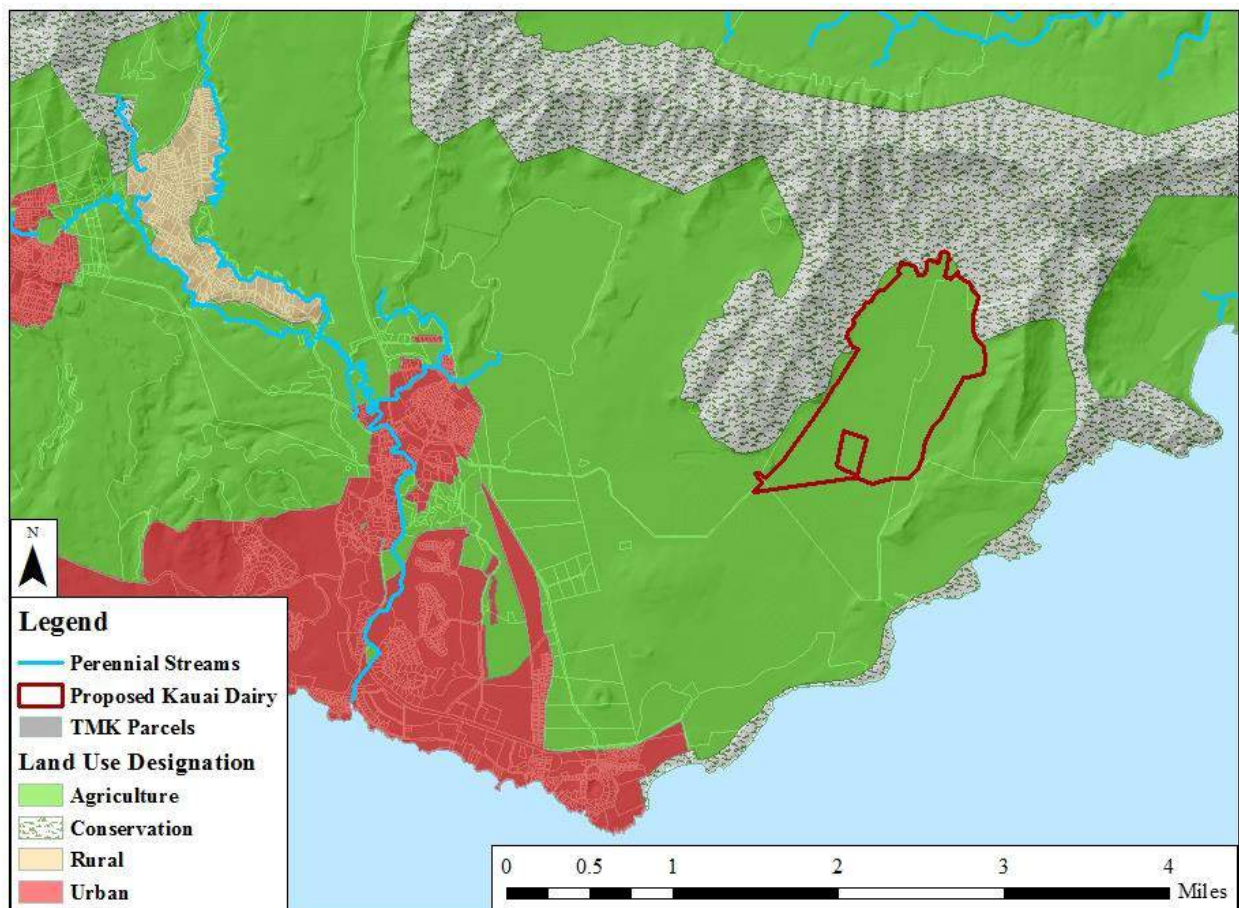 N
Legend
Perennial Streams
Proposed Kauai Dairy
TMK Parcels
Land Use Designation
Agriculture
Conservation
Rural
Urban
0 0.5 1 2 3 4
Miles